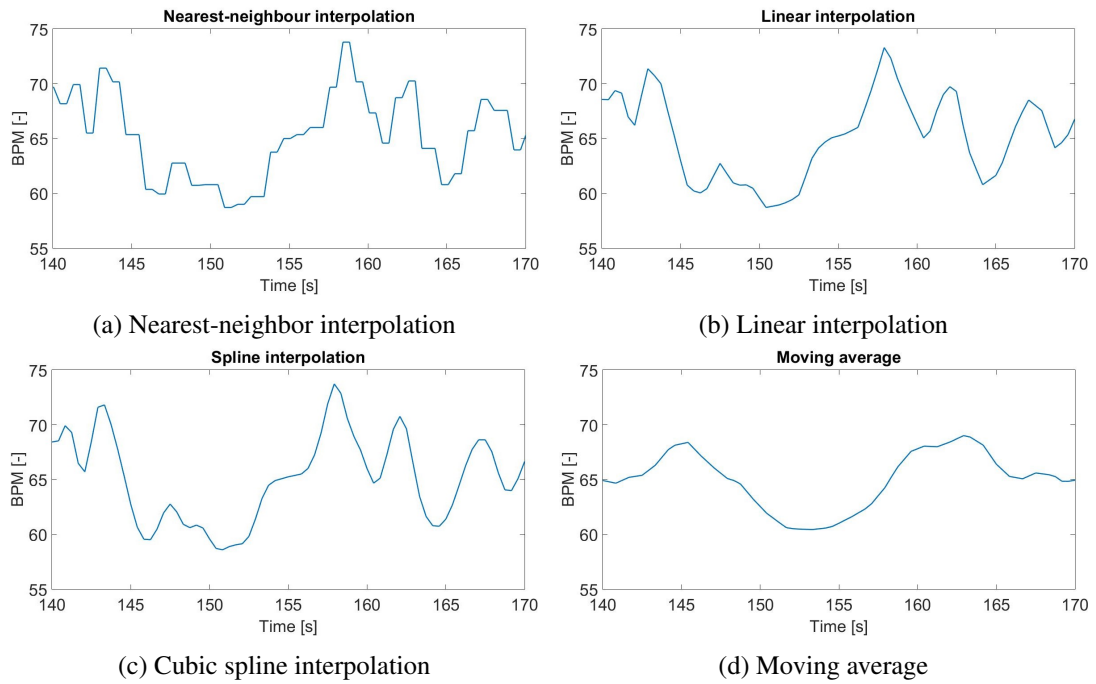 Nearest-neighbour interpolation
75
70
65
60
55
BPM [-]
140 145 150 155 160 165 170
Time [s]
(a) Nearest-neighbor interpolation
Linear interpolation
75
70
65
60
55
BPM [-]
140 145 150 155 160 165 170
Time [s]
(b) Linear interpolation
Spline interpolation
75
70
65
60
55
BPM [-]
140 145 150 155 160 165 170
Time [s]
(c) Cubic spline interpolation
Moving average
75
70
65
60
55
BPM [-]
140 145 150 155 160 165 170
Time [s]
(d) Moving average